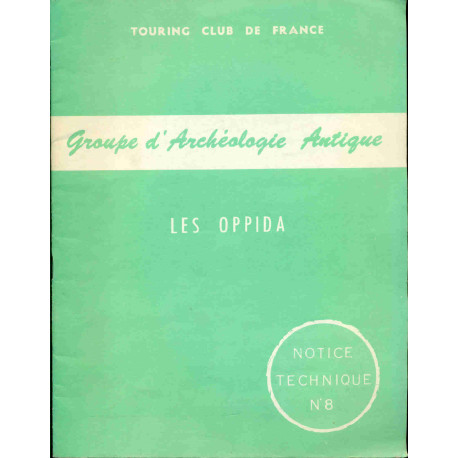 TOURING CLUB DE FRANCE
Groupe d'Archéologie Antique
LES OPPIDA
NOTICE
TECHNIQUE
N°8